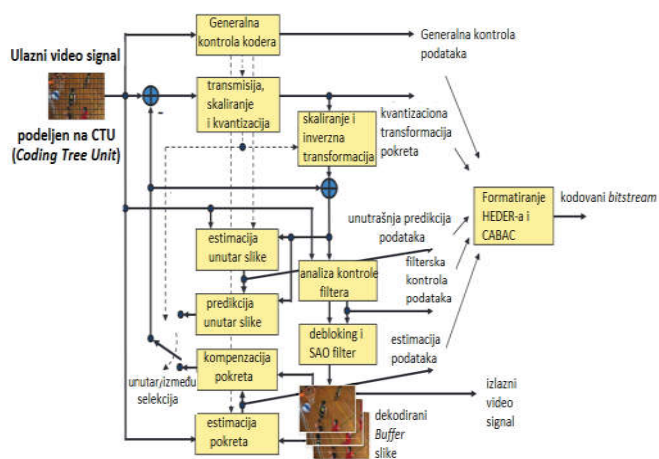 Generalna
kontrola kodera
Generalna kontrola
podataka
Ulazni video signal
podeljen na CTU
(Coding Tree Unit)
transmisija,
skaliranje
i kvantizacija
-
skaliranje i
inverzna
transformacija
kvantizaciona
transformacija
pokreta
Formatiranje
HEDER-a i
CABAC
kodovani bitstream
estimacija
unutar slike
unutrašnja predikcija
podataka
analiza kontrole
filtera
filterska
kontrola
podataka
predikcija
unutar slike
debloking i
SAO filter
estimacija
podataka
kompenzacija
pokreta
unutar/između
selekcija
estimacija
pokreta
dekodirani
Buffer
slike
izlazni
video
signal